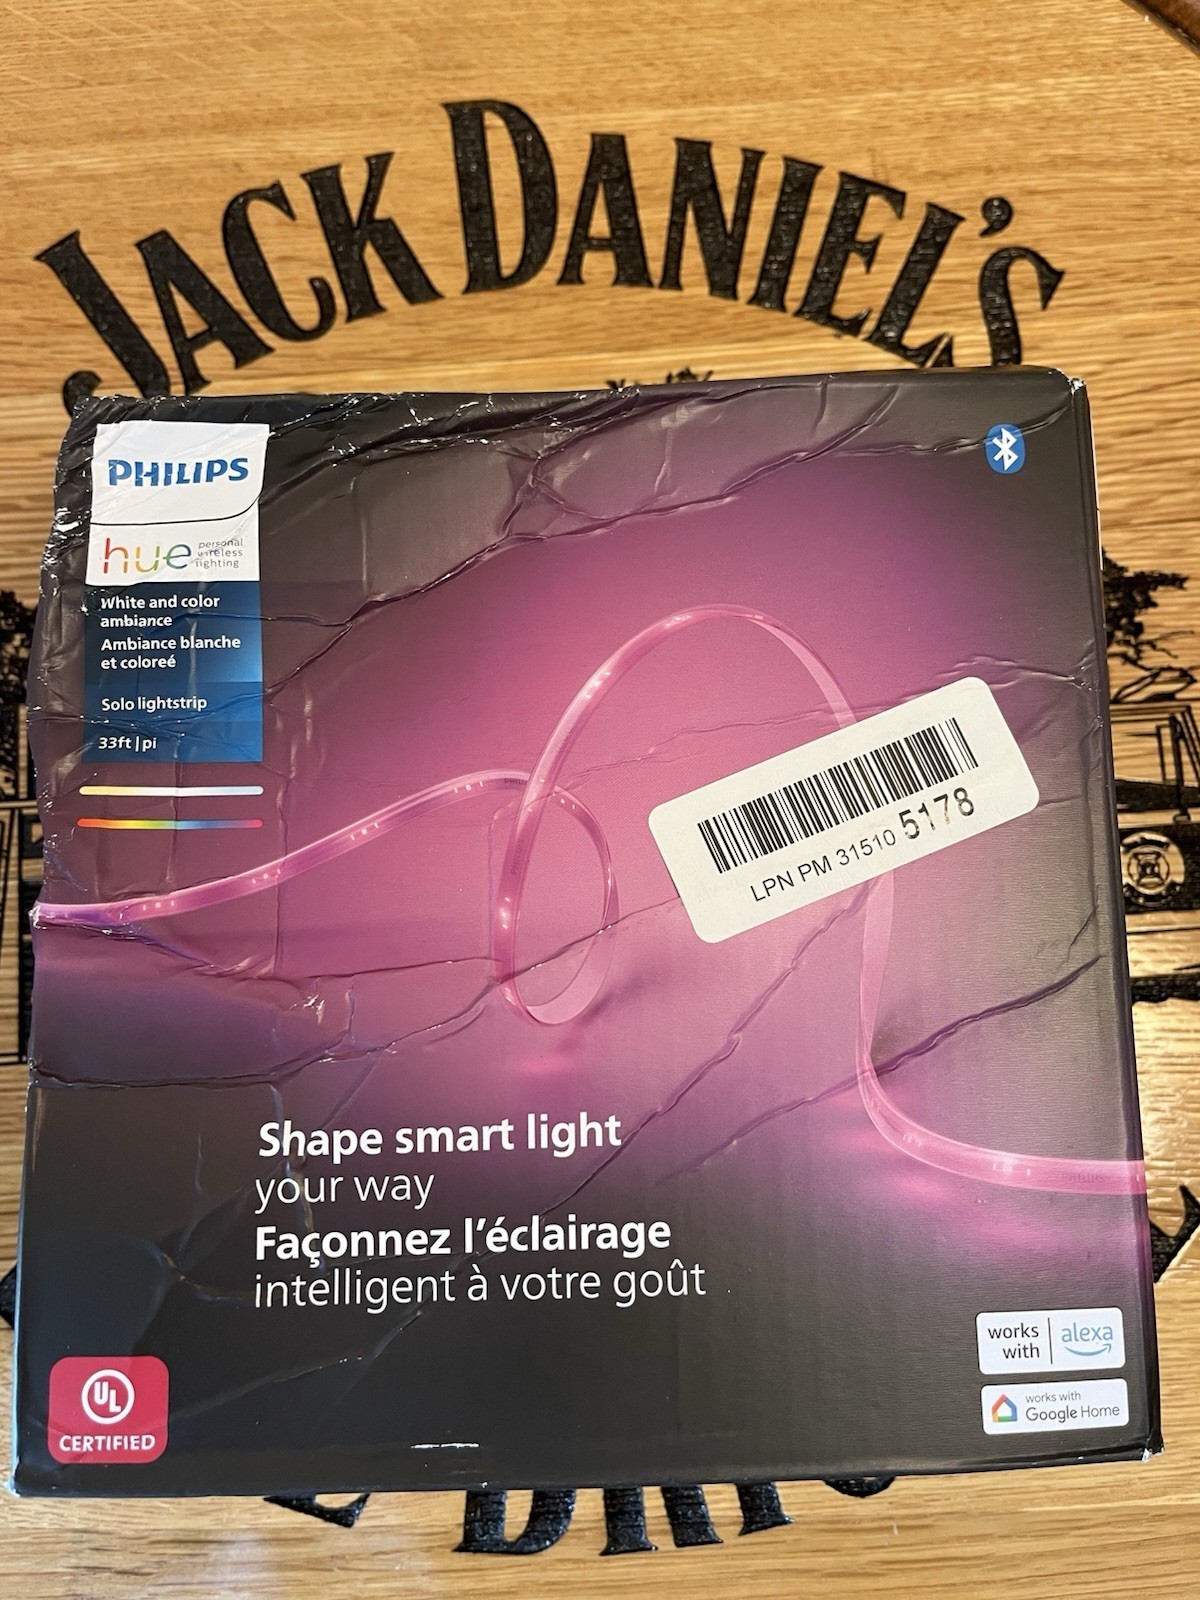 JACK DANIEL'S
PHILIPS
hue personal
wireless
lighting
White and color
ambiance
Ambiance blanche
et coloreé
Solo lightstrip
33ft | pi
LPN PM 31510 5178
Shape smart light
your way
Façonnez l'éclairage
intelligent à votre goût
UL
CERTIFIED
works
with
alexa
works with
Google Home